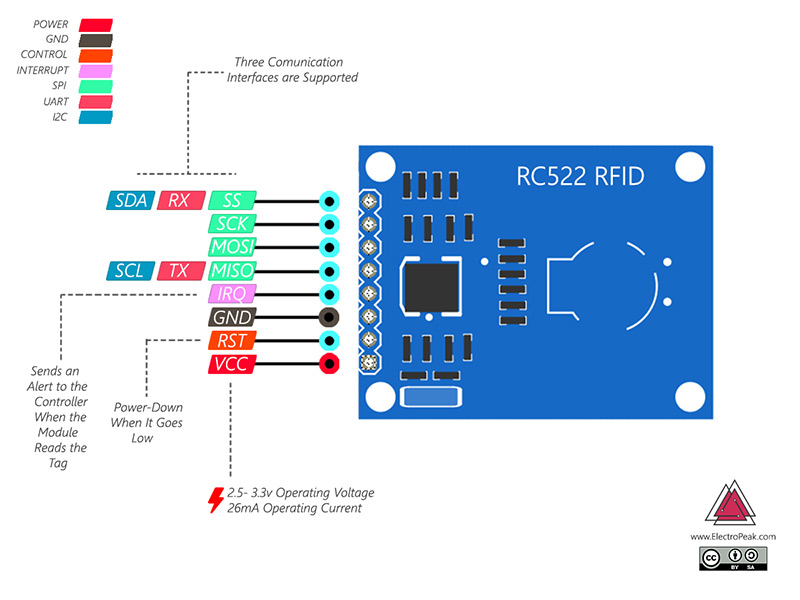 POWER
GND
CONTROL
INTERRUPT
SPI
UART
I2C
Three Comunication
Interfaces are Supported
RC522 RFID
SDA RX SS
SCK
MOSI
SCL TX MISO
IRQ
GND
RST
VCC
Sends an
Alert to the
Controller
When the
Module
Reads the
Tag
Power-Down
When It Goes
Low
2.5- 3.3v Operating Voltage
26mA Operating Current
www.ElectroPeak.com
cc
BY SA